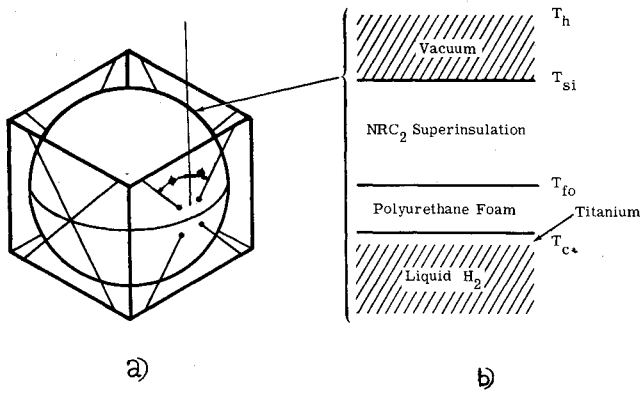 T_h
Vacuum
T_si
NRC_2 Superinsulation
T_fo
Polyurethane Foam
Titanium
T_c
Liquid H_2
a)
b)